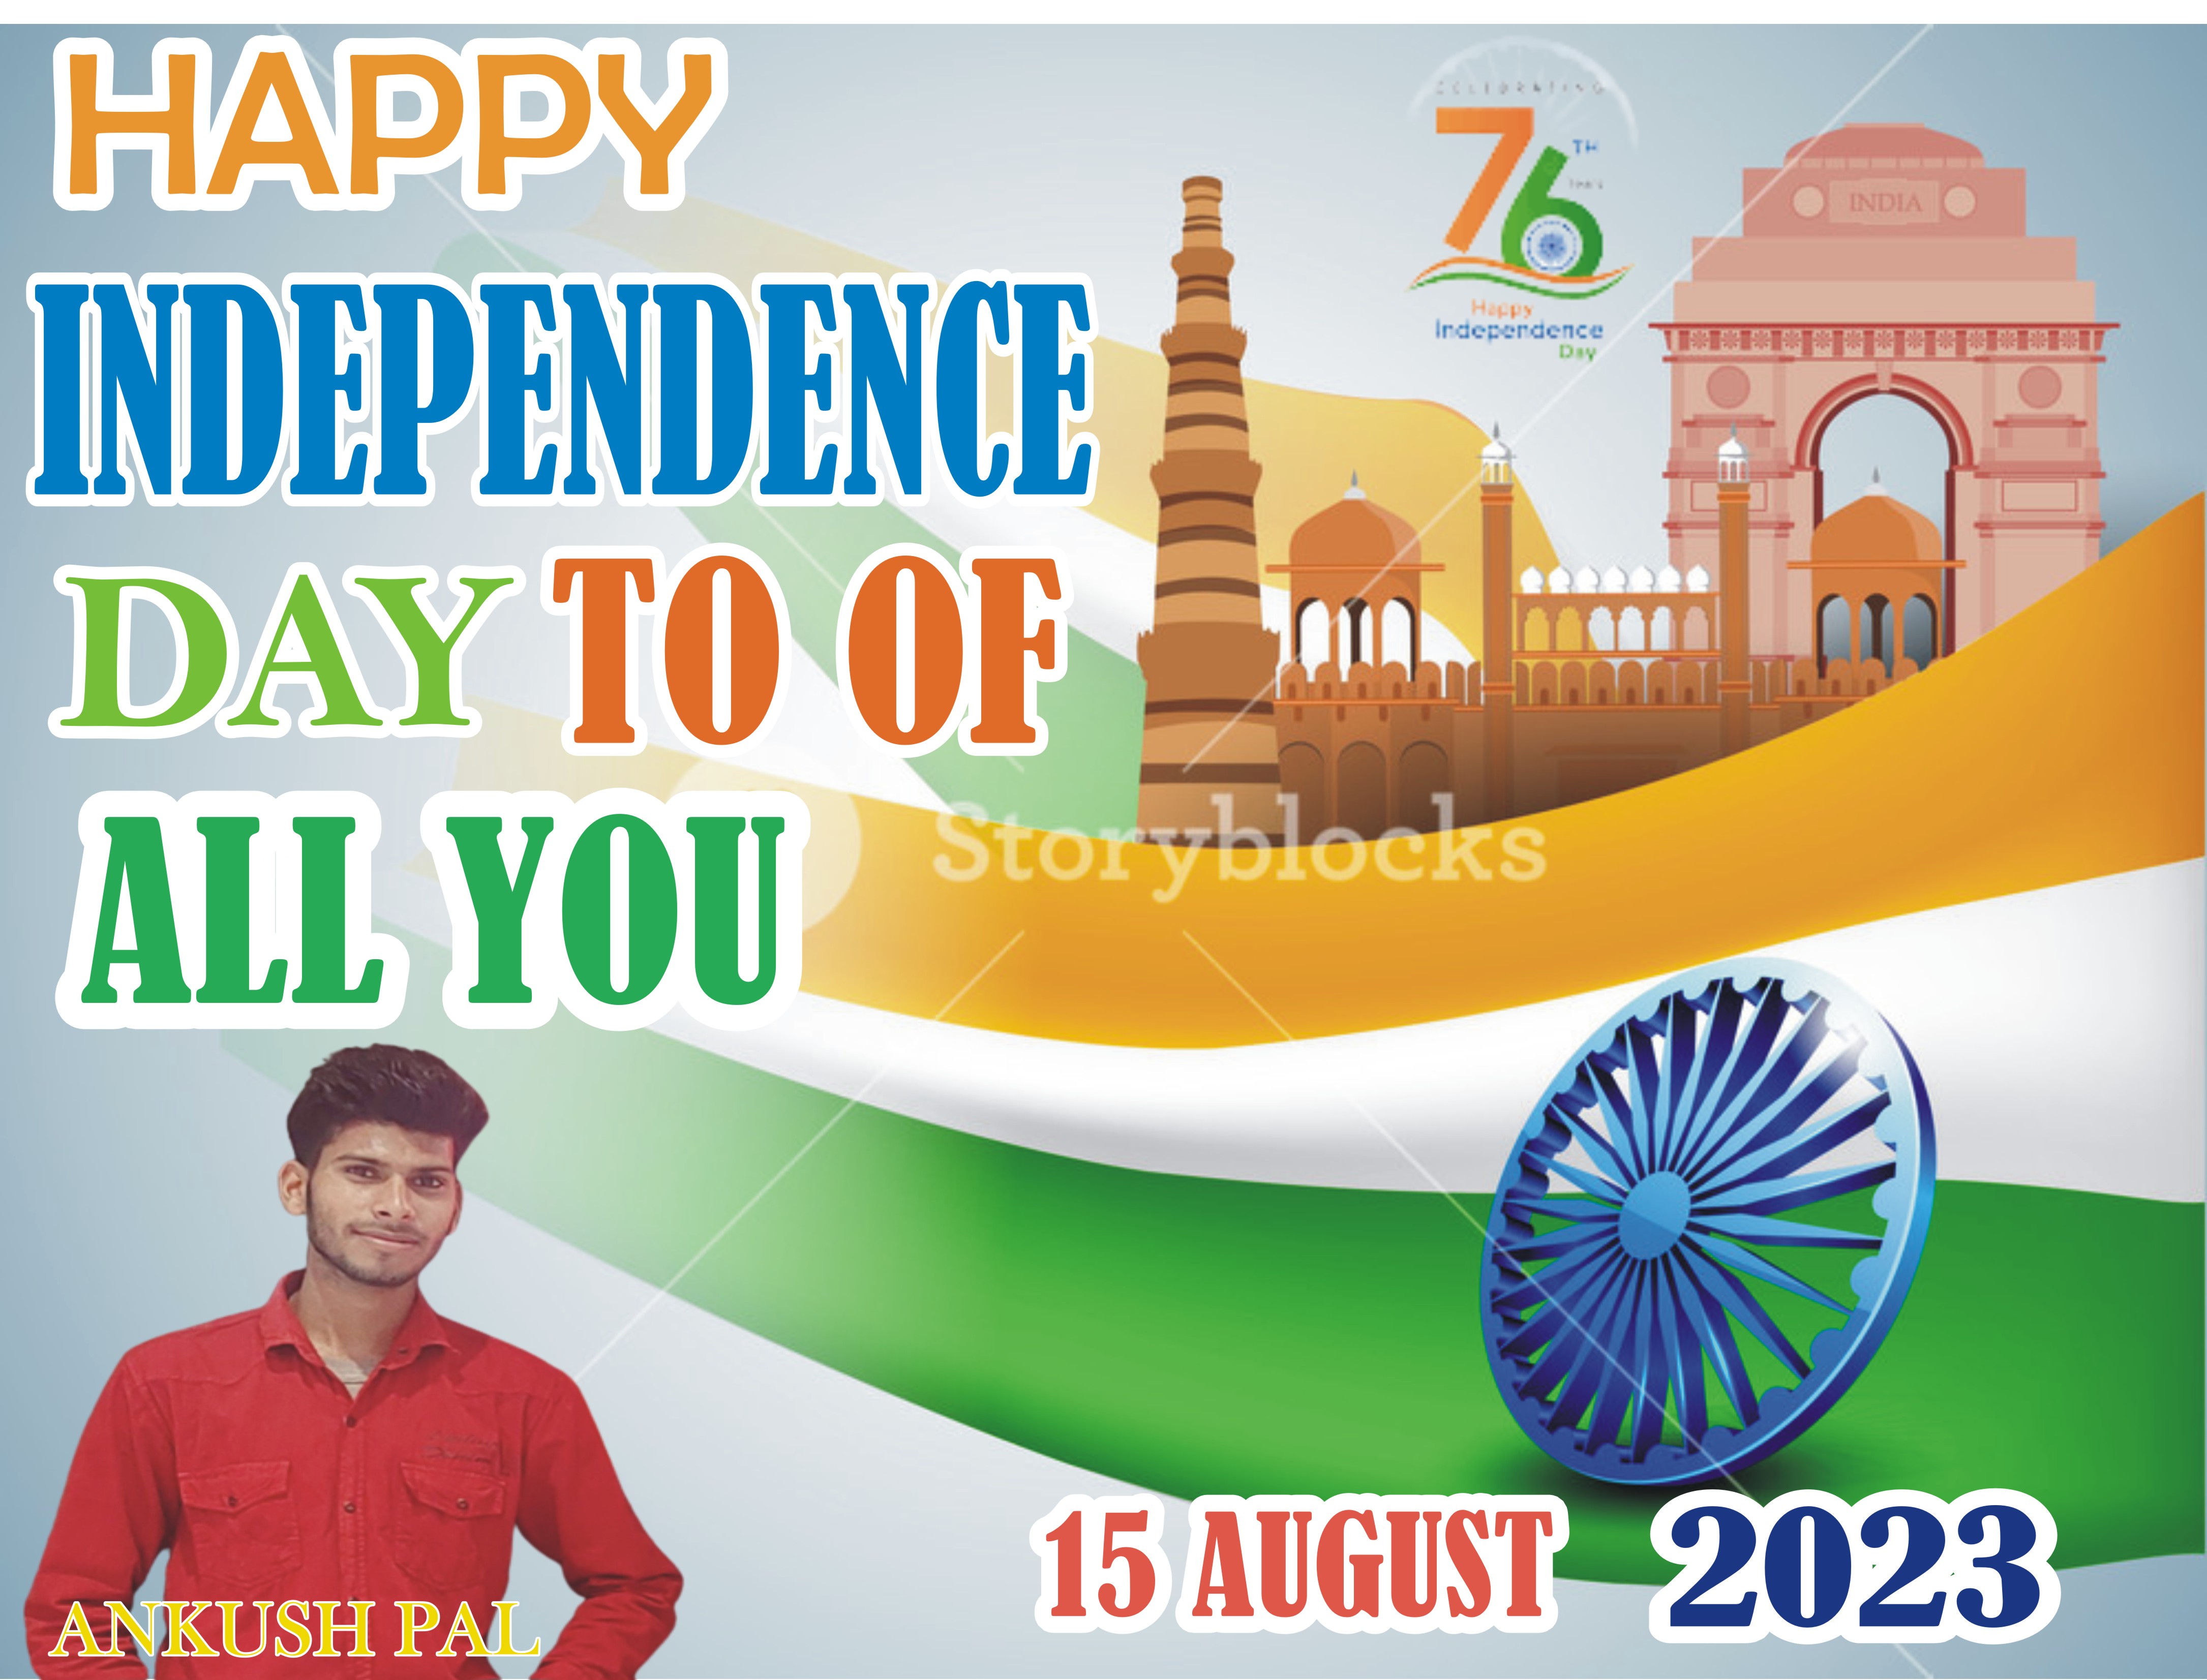 HAPPY
INDEPENDENCE
DAY TO OF
ALL YOU
CELEBRATING
76TH
Years
Happy
Independence
Day
INDIA
Storyblocks
15 AUGUST 2023
ANKUSH PAL